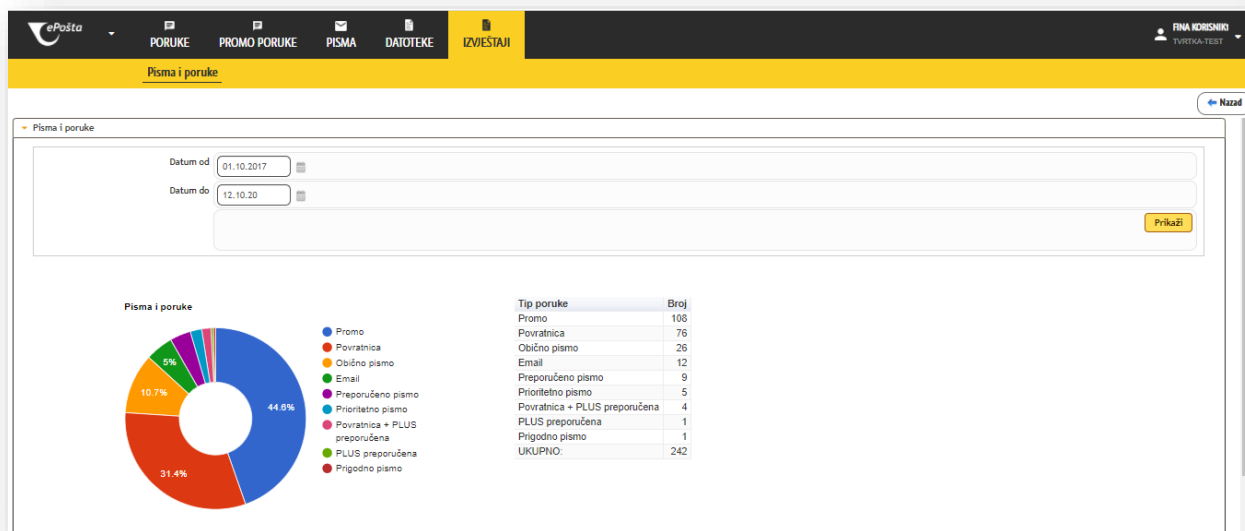 ePošta
PORUKE PROMO PORUKE PISMA DATOTEKE IZVJEŠTAJI
FINA KORISNIK1
TVRTKA-TEST
Pisma i poruke
Nazad
Pisma i poruke
Datum od 01.10.2017
Datum do 12.10.20
Prikaži
Pisma i poruke
44.6%
31.4%
10.7%
5%
Promo
Povratnica
Obično pismo
Email
Preporučeno pismo
Prioritetno pismo
Povratnica + PLUS
preporučena
PLUS preporučena
Prigodno pismo
Tip poruke Broj
Promo 108
Povratnica 76
Obično pismo 26
Email 12
Preporučeno pismo 9
Prioritetno pismo 5
Povratnica + PLUS preporučena 4
PLUS preporučena 1
Prigodno pismo 1
UKUPNO: 242